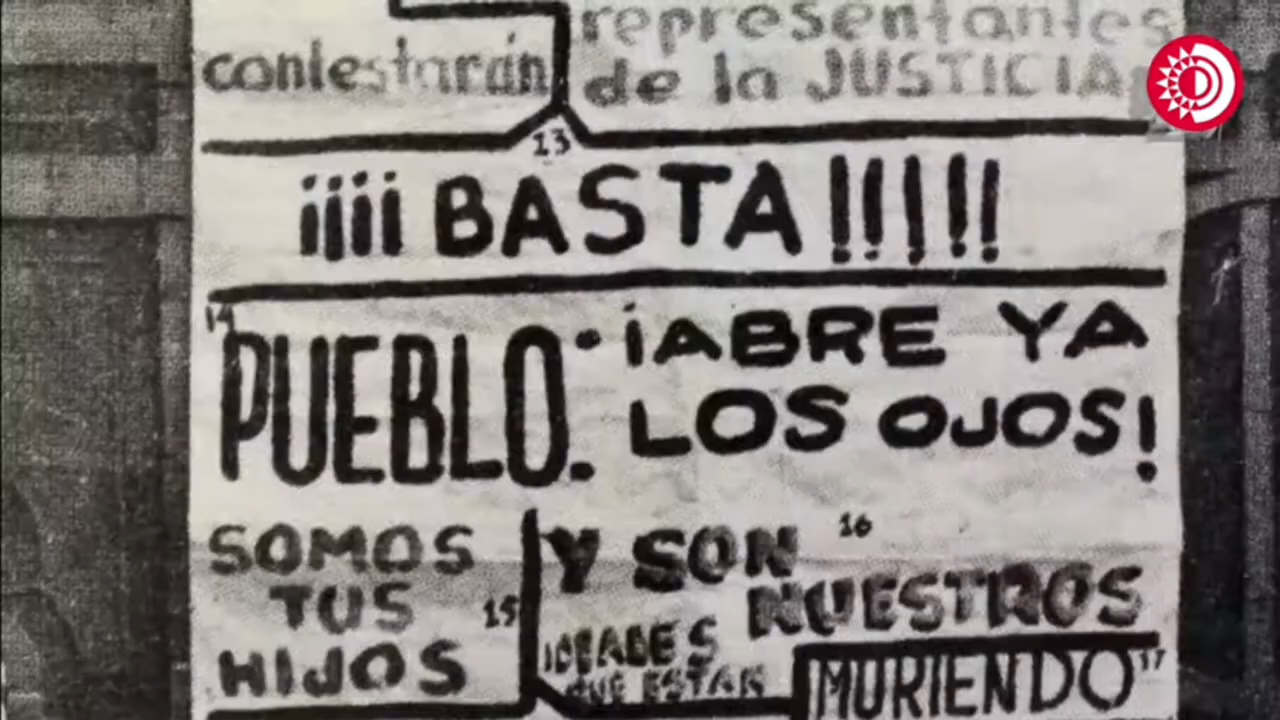 representantes
contestarán de la JUSTICIA
13
¡¡¡¡ BASTA !!!!!
14
PUEBLO: ¡ABRE YA
LOS OJOS!
SOMOS
TUS 15
HIJOS
Y SON 16
NUESTROS
IDEALES
QUE ESTAN
MURIENDO 17